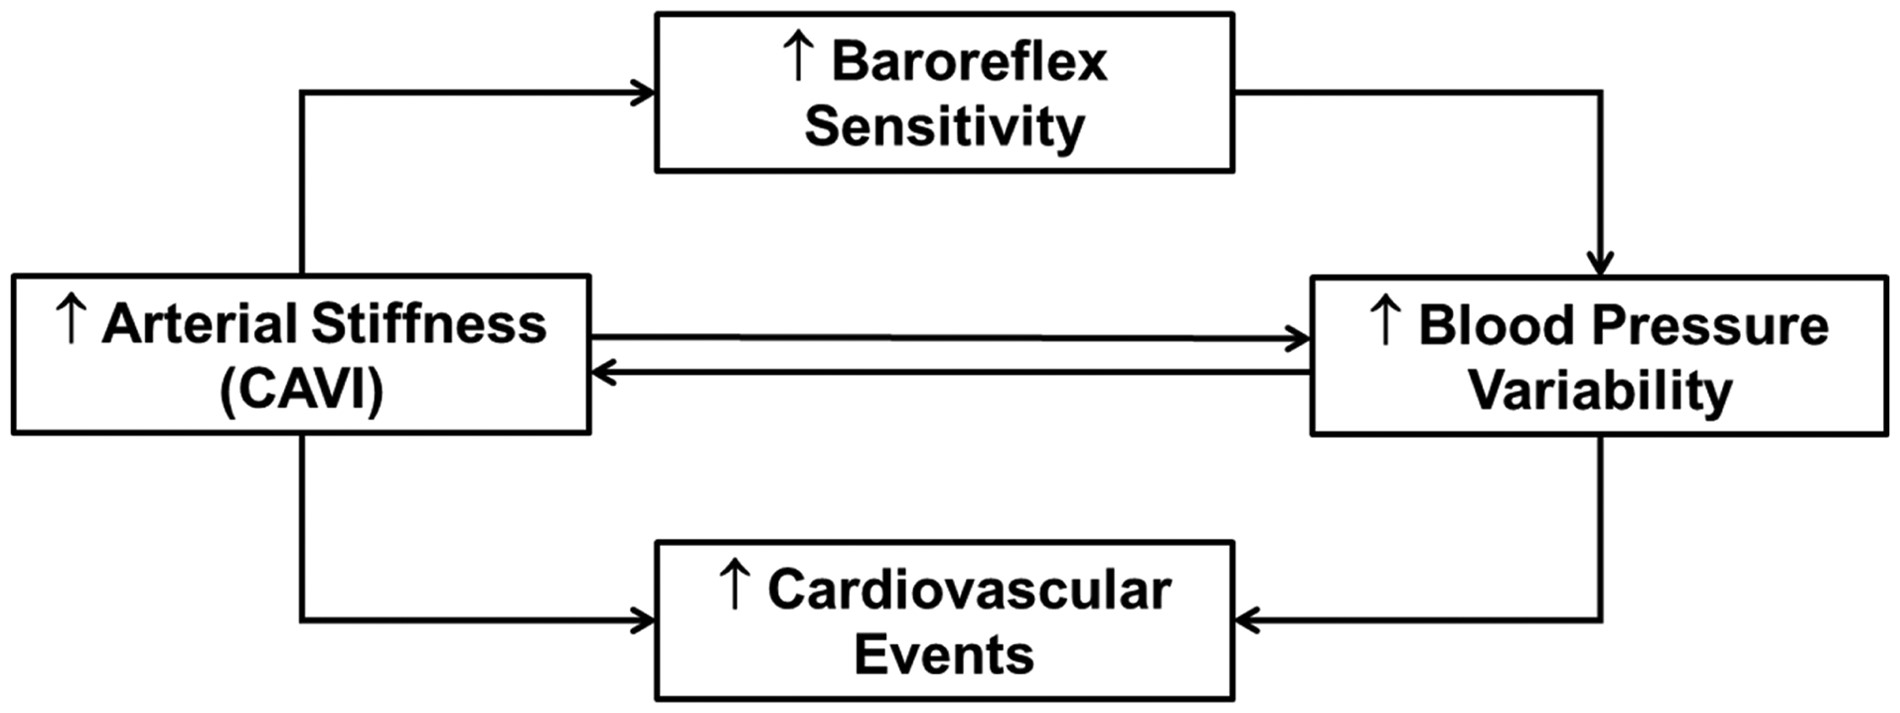 ↑ Baroreflex
Sensitivity
↑ Arterial Stiffness
(CAVI)
↑ Blood Pressure
Variability
↑ Cardiovascular
Events